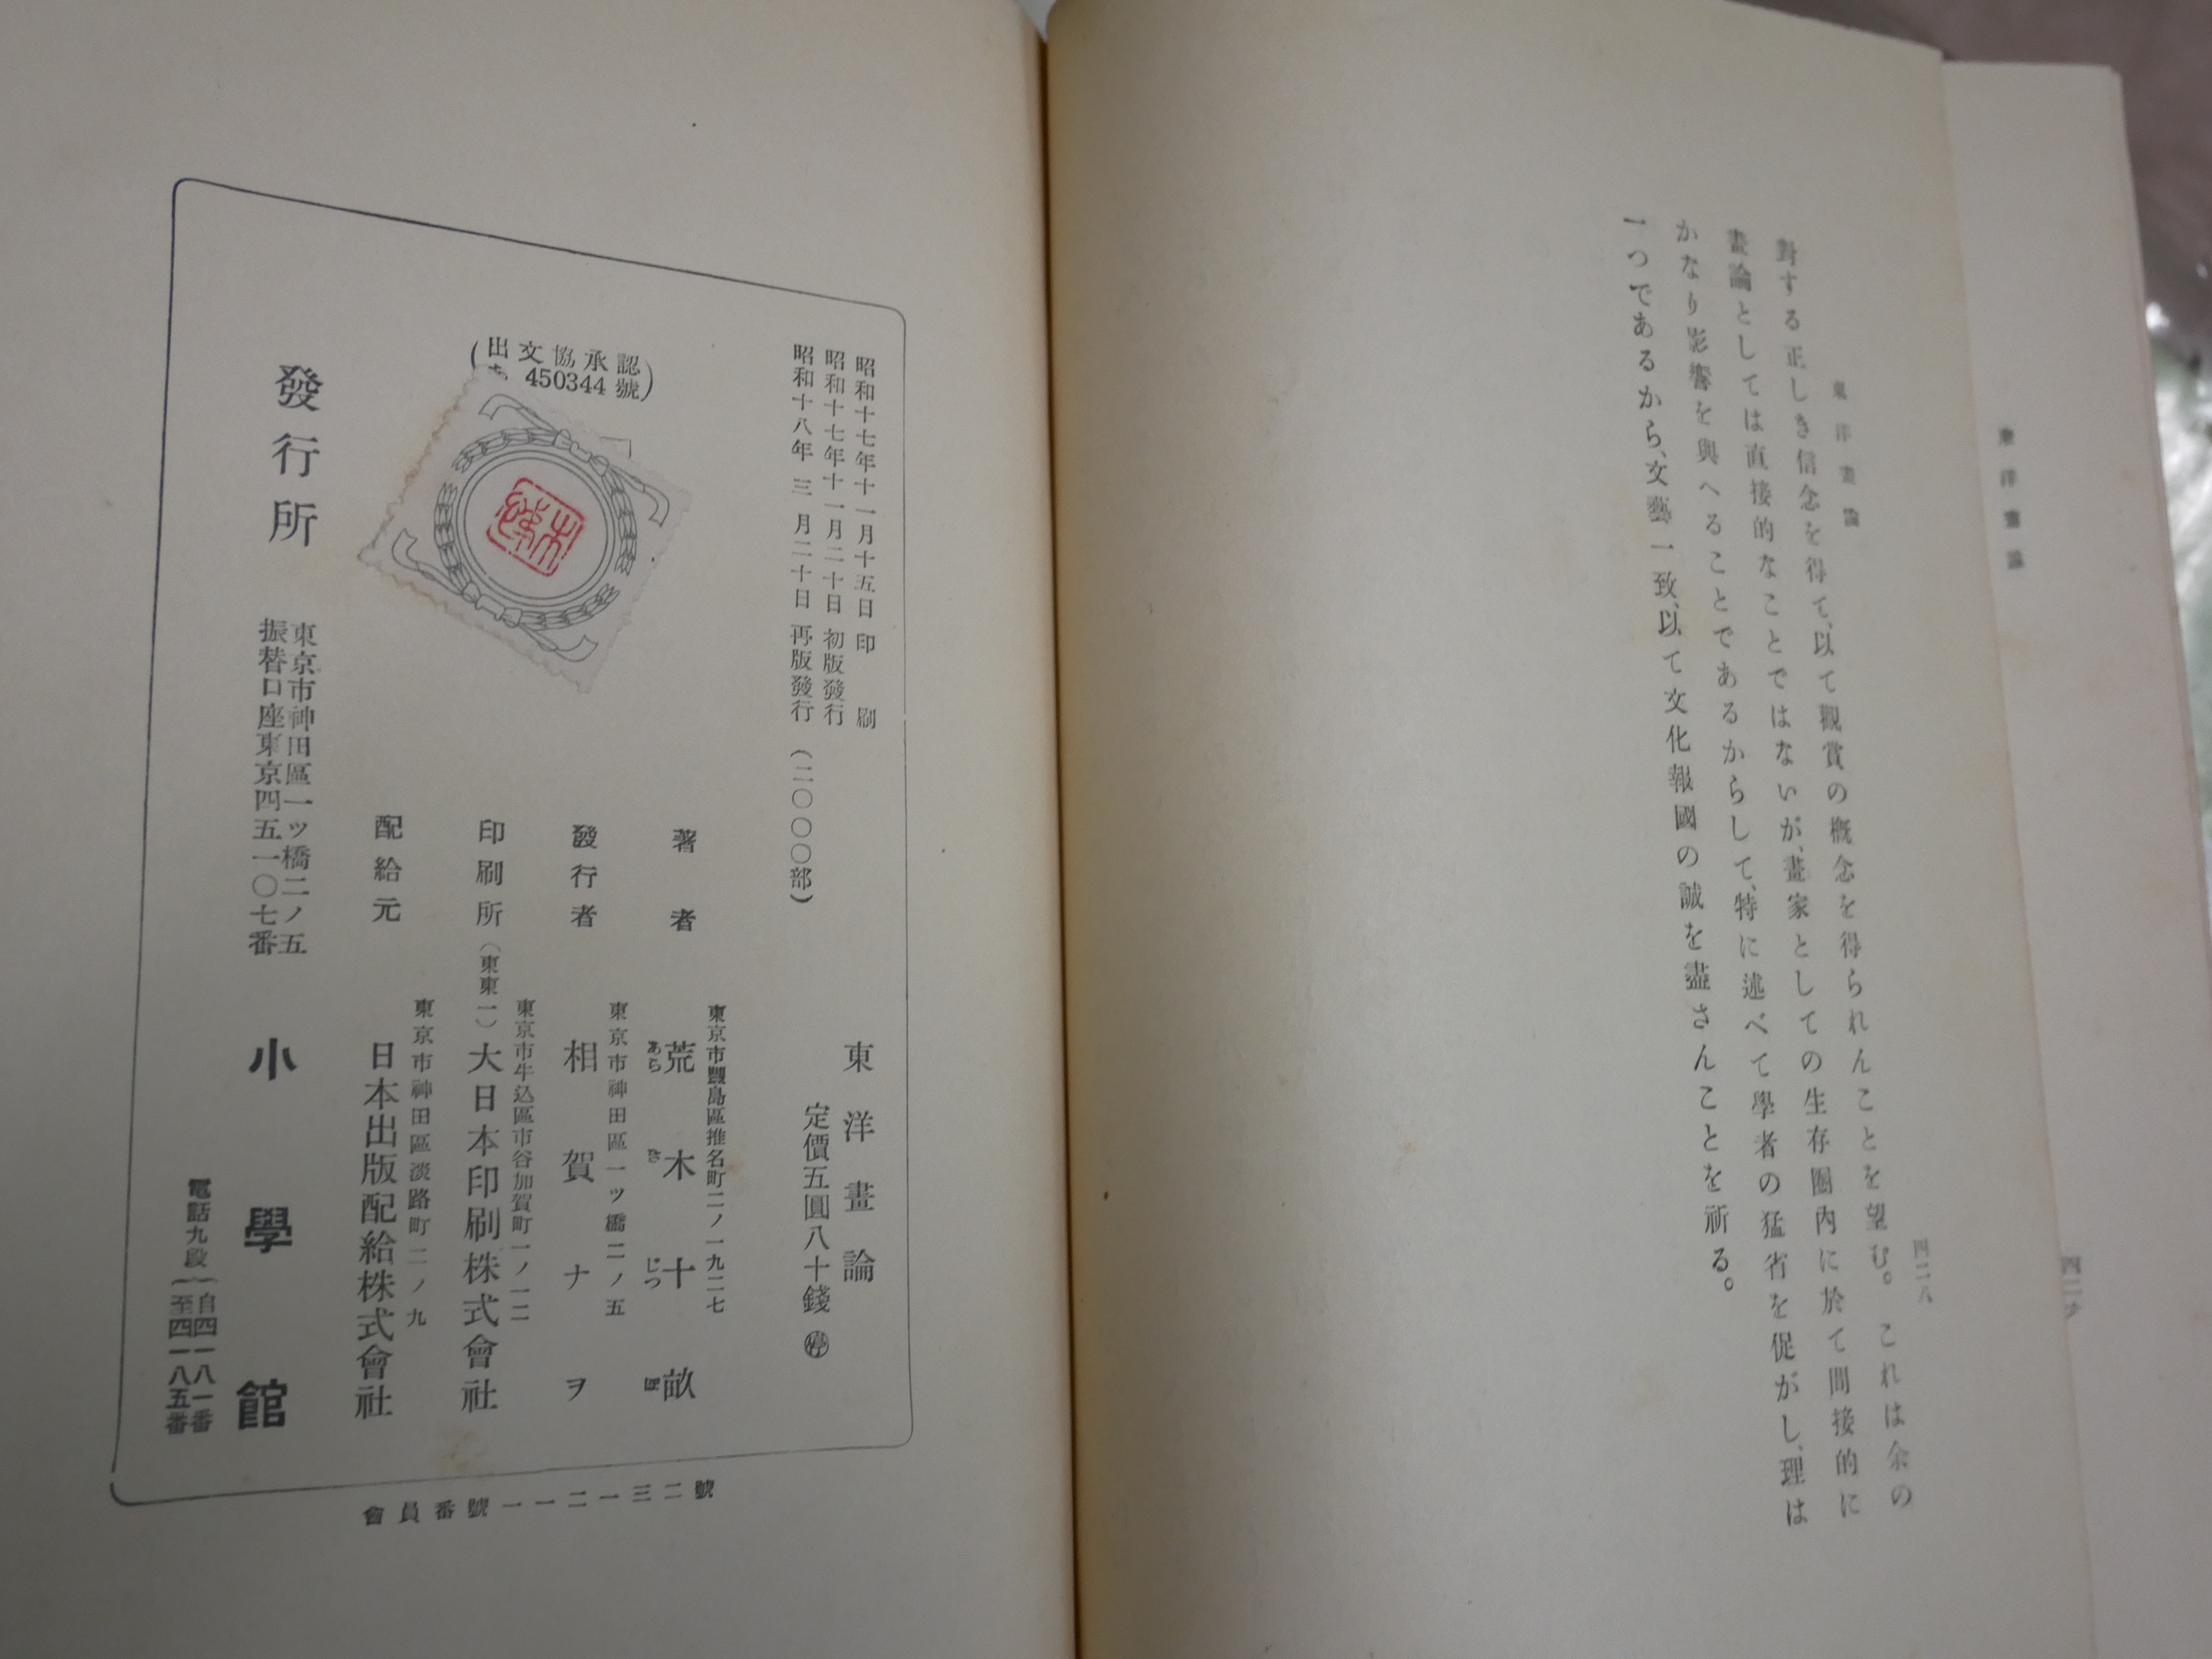 東洋畫論
東洋畫論
四二八
對する正しき信念を得て、以て觀賞の槪念を得られんことを望む。これは余の
畫論としては直接的なことではないが、畫家としての生存圈內に於て間接的に
かなり影響を與へることであるからして、特に述べて學者の猛省を促がし、理は
一つであるから、文藝一致、以て文化報國の誠を盡さんことを祈る。
昭和十七年十一月十五日印刷
昭和十七年十一月二十日初版發行
昭和十八年三月二十日再版發行(二〇〇〇部)
出文協承認
450344號
東洋畫論
定價五圓八十錢㊡
東京市豐島區推名町二ノ一九二七
著者 荒木十畝
あら き じつ
東京市神田區一ツ橋二ノ五
發行者 相賀ナヲ
東京市牛込區市谷加賀町一ノ一二
印刷所(東東一)大日本印刷株式會社
東京市神田區淡路町二ノ九
配給元 日本出版配給株式會社
發行所
東京市神田區一ツ橋二ノ五
振替口座東京四五一〇七番
小學館
電話九段(自四一八一番
至四一八五番
會員番號一一二一三二號